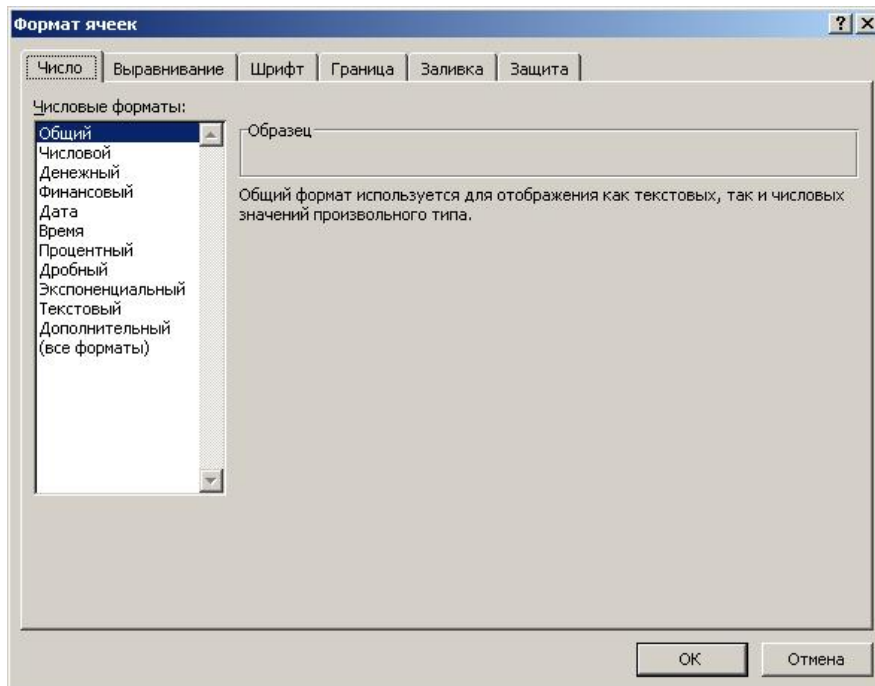 Формат ячеек
Число Выравнивание Шрифт Граница Заливка Защита
Числовые форматы:
Общий
Числовой
Денежный
Финансовый
Дата
Время
Процентный
Дробный
Экспоненциальный
Текстовый
Дополнительный
(все форматы)
Образец
Общий формат используется для отображения как текстовых, так и числовых
значений произвольного типа.
ОК Отмена